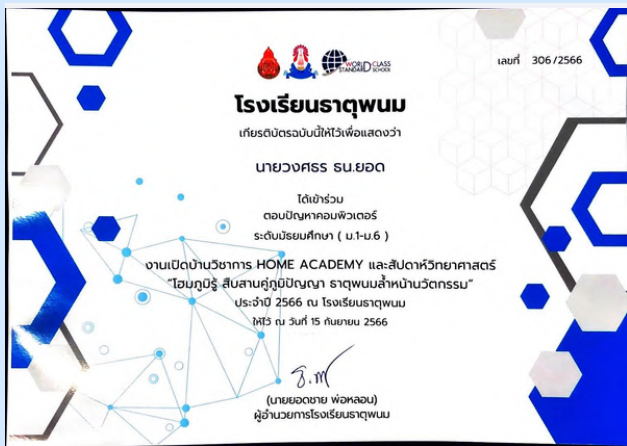 WORLD CLASS
STANDARD SCHOOL
เลขที่ 306 /2566
โรงเรียนธาตุพนม
เกียรติบัตรฉบับนี้ให้ไว้เพื่อแสดงว่า
นายวงศธร ธน.ยอด
ได้เข้าร่วม
ตอบปัญหาคอมพิวเตอร์
ระดับมัธยมศึกษา ( ม.1-ม.6 )
งานเปิดบ้านวิชาการ HOME ACADEMY และสัปดาห์วิทยาศาสตร์
“โฮมภูมิรู้ สืบสานคู่ภูมิปัญญา ธาตุพนมล้ำหน้านวัตกรรม”
ประจำปี 2566 ณ โรงเรียนธาตุพนม
ให้ไว้ ณ วันที่ 15 กันยายน 2566
(นายยอดชาย พ่อหลอน)
ผู้อำนวยการโรงเรียนธาตุพนม